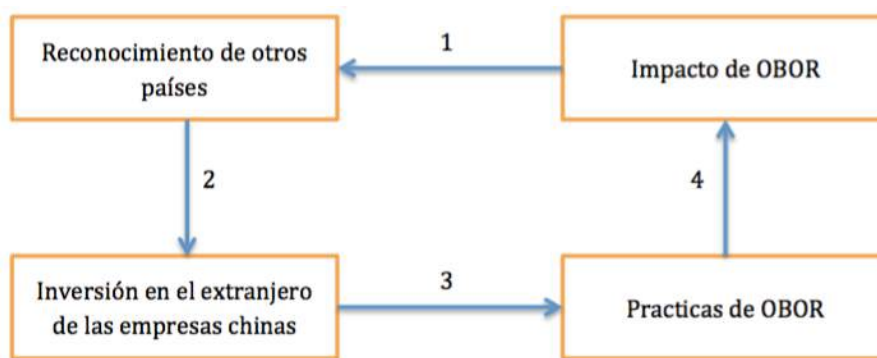 Reconocimiento de otros
países
1
Impacto de OBOR
2
4
Inversión en el extranjero
de las empresas chinas
3
Practicas de OBOR